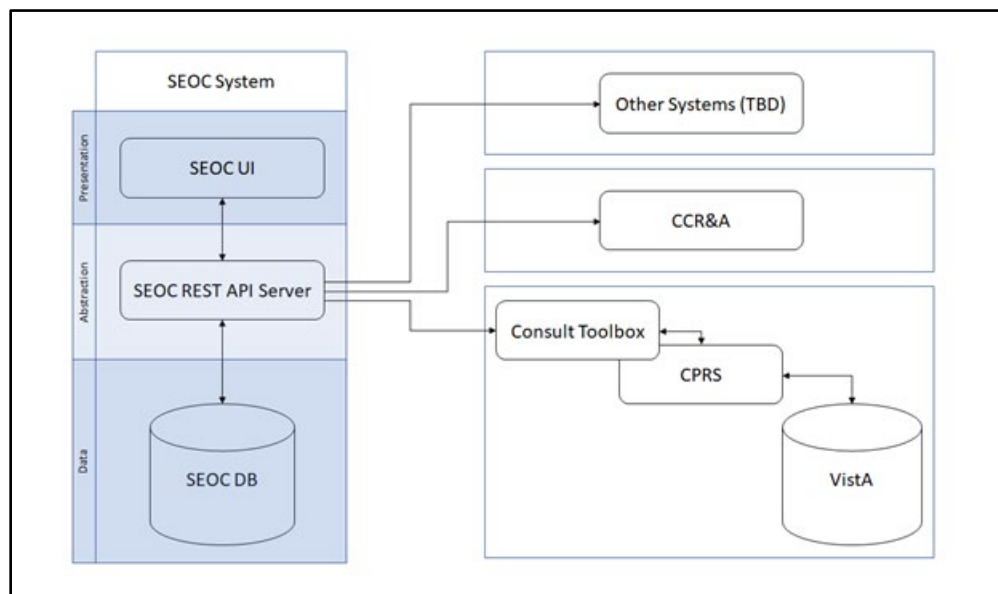 SEOC System
Presentation
SEOC UI
Abstraction
SEOC REST API Server
Data
SEOC DB
Other Systems (TBD)
CCR&A
Consult Toolbox
CPRS
VistA